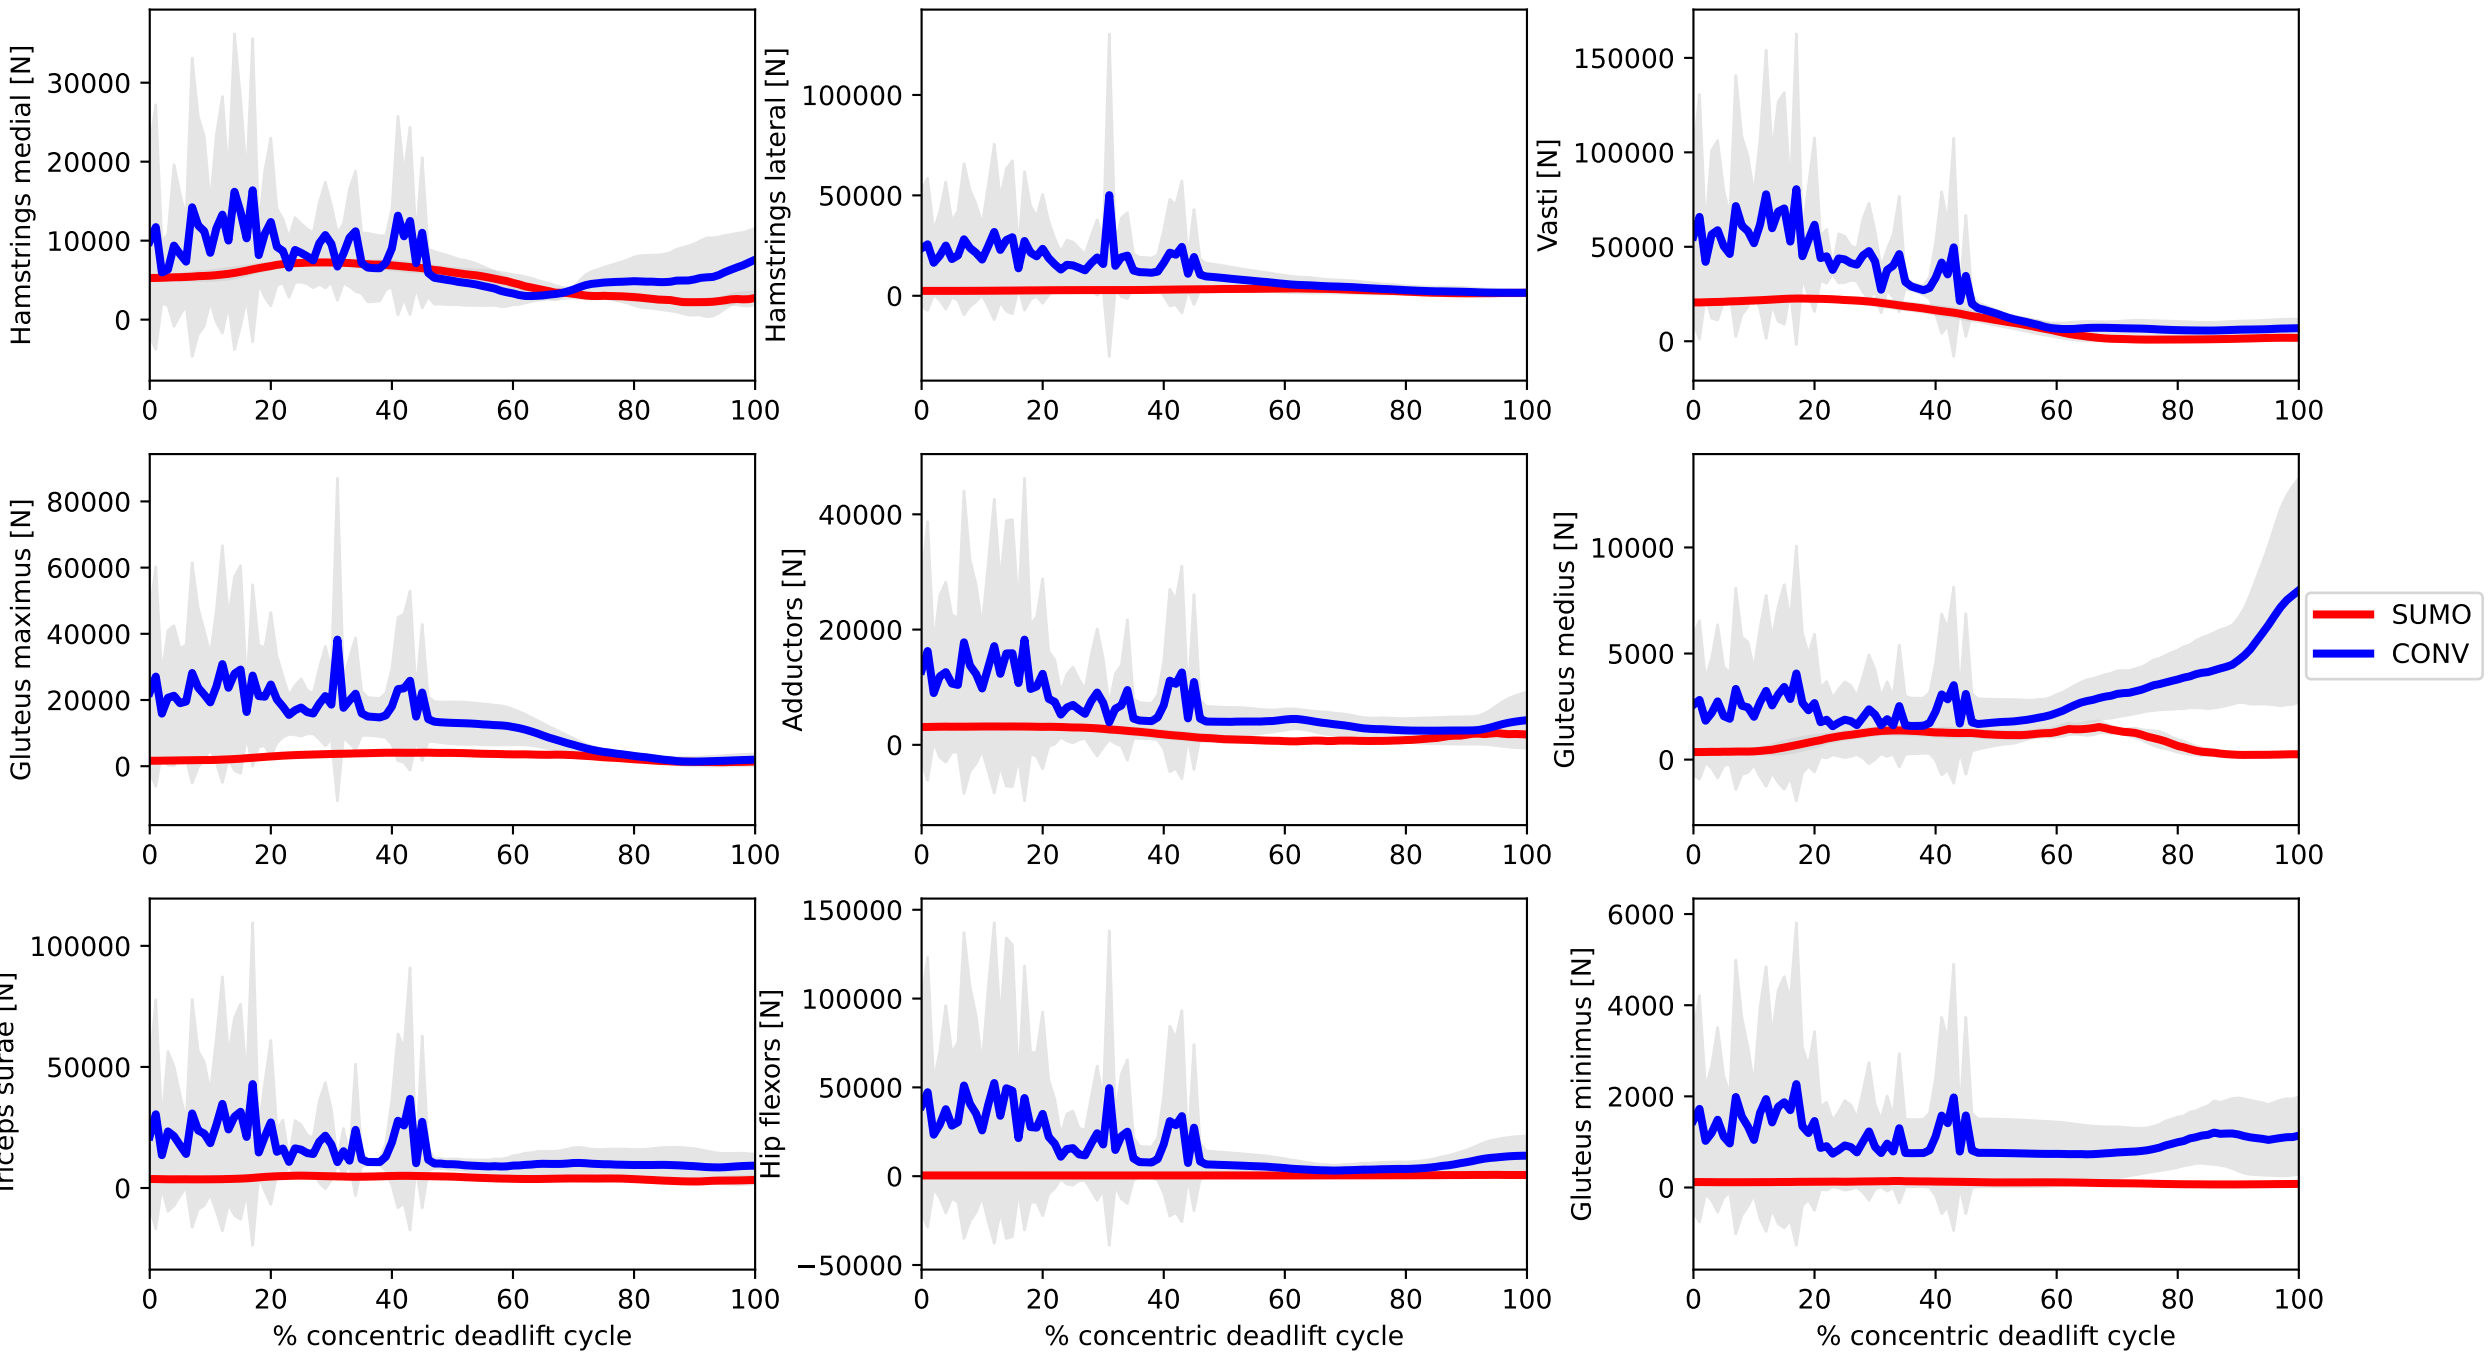 Hamstrings medial [N]
30000
20000
10000
0
0 20 40 60 80 100
Hamstrings lateral [N]
100000
50000
0
0 20 40 60 80 100
Vasti [N]
150000
100000
50000
0
0 20 40 60 80 100
Gluteus maximus [N]
80000
60000
40000
20000
0
0 20 40 60 80 100
Adductors [N]
40000
20000
0
0 20 40 60 80 100
Gluteus medius [N]
10000
5000
0
0 20 40 60 80 100
SUMO
CONV
Triceps surae [N]
100000
50000
0
0 20 40 60 80 100
% concentric deadlift cycle
Hip flexors [N]
150000
100000
50000
0
−50000
0 20 40 60 80 100
% concentric deadlift cycle
Gluteus minimus [N]
6000
4000
2000
0
0 20 40 60 80 100
% concentric deadlift cycle